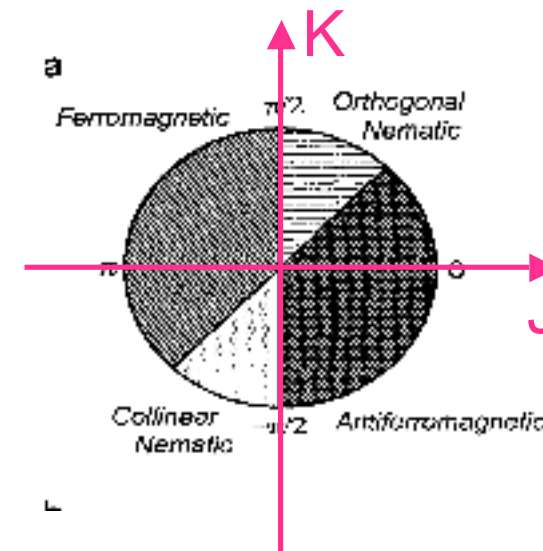 K
a
π/2
Orthogonal
Nematic
Ferromagnetic
π
0
J
Collinear
Nematic
-π/2
Antiferromagnetic